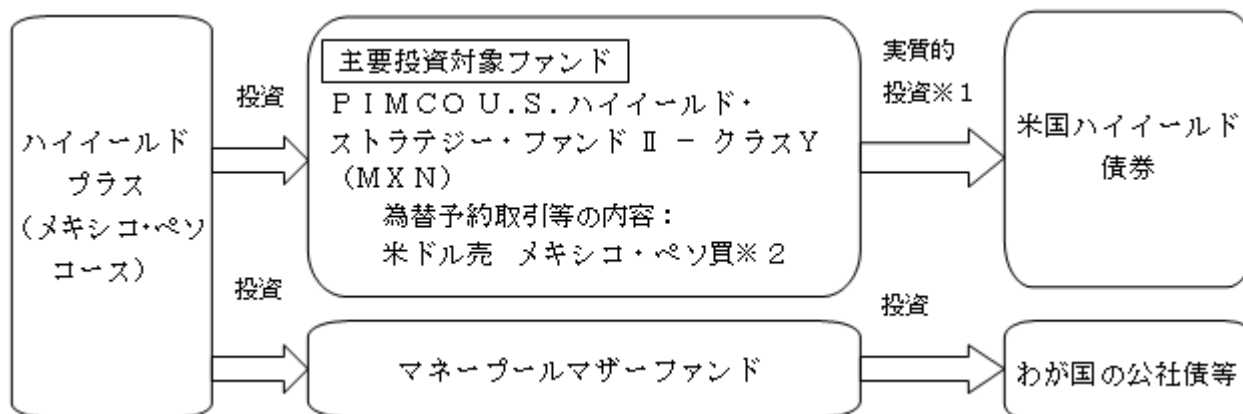 ハイイールド
プラス
(メキシコ・ペソ
コース)
投資
主要投資対象ファンド
PIMCO U.S.ハイイールド・
ストラテジー・ファンド Ⅱ － クラスY
(MXN)
為替予約取引等の内容：
米ドル売 メキシコ・ペソ買※2
実質的
投資※1
米国ハイイールド
債券
投資
マネープールマザーファンド
投資
わが国の公社債等